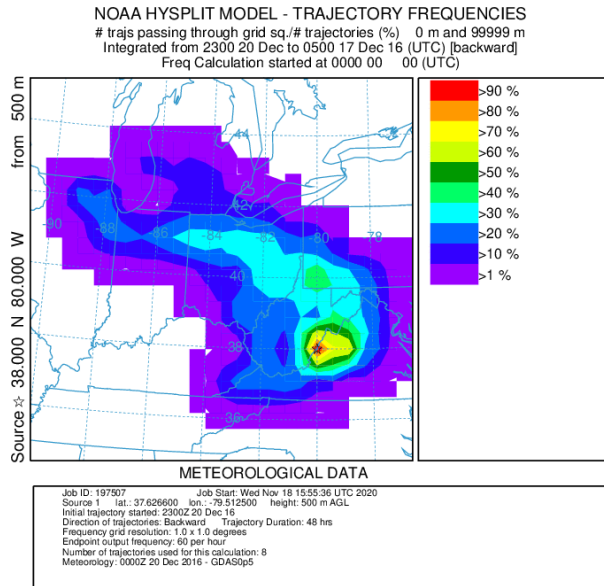 NOAA HYSPLIT MODEL - TRAJECTORY FREQUENCIES
# trajs passing through grid sq./# trajectories (%) 0 m and 99999 m
Integrated from 2300 20 Dec to 0500 17 Dec 16 (UTC) [backward]
Freq Calculation started at 0000 00 00 (UTC)
Source ☆ 38.000 N 80.000 W from 500 m
44
42
-90
-88
-86
-84
-82
-80
-78
40
38
36
>90 %
>80 %
>70 %
>60 %
>50 %
>40 %
>30 %
>20 %
>10 %
>1 %
METEOROLOGICAL DATA
Job ID: 197507 Job Start: Wed Nov 18 15:55:36 UTC 2020
Source 1 lat.: 37.626600 lon.: -79.512500 height: 500 m AGL
Initial trajectory started: 2300Z 20 Dec 16
Direction of trajectories: Backward Trajectory Duration: 48 hrs
Frequency grid resolution: 1.0 x 1.0 degrees
Endpoint output frequency: 60 per hour
Number of trajectories used for this calculation: 8
Meteorology: 0000Z 20 Dec 2016 - GDAS0p5